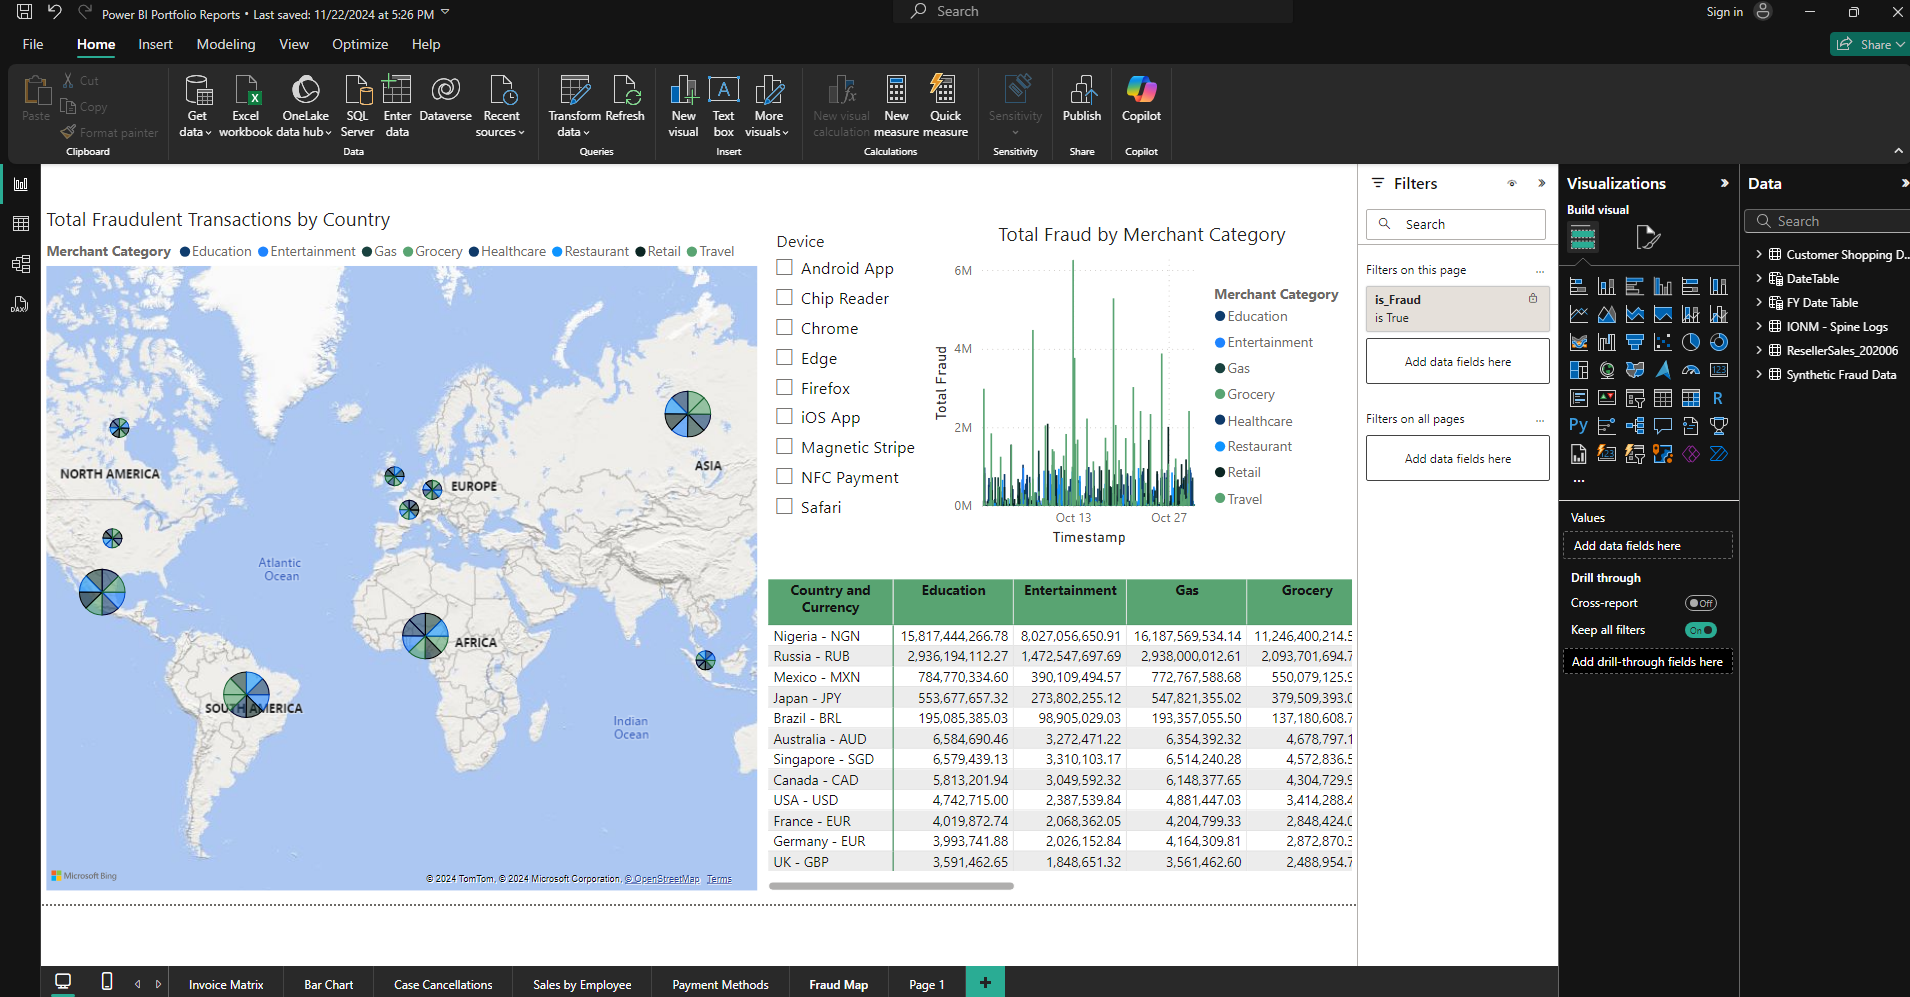 Power BI Portfolio Reports • Last saved: 11/22/2024 at 5:26 PM
Search
Sign in
File Home Insert Modeling View Optimize Help
Share
Paste
Cut
Copy
Format painter
Clipboard
Get data
Excel workbook
OneLake data hub
SQL Server
Enter data
Dataverse
Recent sources
Data
Transform data
Refresh
Queries
New visual
Text box
More visuals
Insert
New visual calculation
New measure
Quick measure
Calculations
Sensitivity
Sensitivity
Publish
Share
Copilot
Copilot
DAX
Total Fraudulent Transactions by Country
Merchant Category Education Entertainment Gas Grocery Healthcare Restaurant Retail Travel
NORTH AMERICA
EUROPE
ASIA
Atlantic
Ocean
AFRICA
SOUTH AMERICA
Indian
Ocean
Microsoft Bing
© 2024 TomTom, © 2024 Microsoft Corporation, © OpenStreetMap Terms
Device
Android App
Chip Reader
Chrome
Edge
Firefox
iOS App
Magnetic Stripe
NFC Payment
Safari
Total Fraud by Merchant Category
Total Fraud
6M
4M
2M
0M
Oct 13 Oct 27
Timestamp
Merchant Category
Education
Entertainment
Gas
Grocery
Healthcare
Restaurant
Retail
Travel
Country and Currency Education Entertainment Gas Grocery
Nigeria - NGN 15,817,444,266.78 8,027,056,650.91 16,187,569,534.14 11,246,400,214.5
Russia - RUB 2,936,194,112.27 1,472,547,697.69 2,938,000,012.61 2,093,701,694.7
Mexico - MXN 784,770,334.60 390,109,494.57 772,767,588.68 550,079,125.9
Japan - JPY 553,677,657.32 273,802,255.12 547,821,355.02 379,509,393.0
Brazil - BRL 195,085,385.03 98,905,029.03 193,357,055.50 137,180,608.7
Australia - AUD 6,584,690.46 3,272,471.22 6,354,392.32 4,678,797.1
Singapore - SGD 6,579,439.13 3,310,103.17 6,514,240.28 4,572,836.5
Canada - CAD 5,813,201.94 3,049,592.32 6,148,377.65 4,304,729.9
USA - USD 4,742,715.00 2,387,539.84 4,881,447.03 3,414,288.4
France - EUR 4,019,872.74 2,068,362.05 4,204,799.33 2,848,424.0
Germany - EUR 3,993,741.88 2,026,152.84 4,164,309.81 2,872,870.3
UK - GBP 3,591,462.65 1,848,651.32 3,561,462.60 2,488,954.7
Filters
Search
Filters on this page ...
is_Fraud
is True
Add data fields here
Filters on all pages ...
Add data fields here
Visualizations
Build visual
123
R
Py
123
...
Values
Add data fields here
Drill through
Cross-report Off
Keep all filters On
Add drill-through fields here
Data
Search
Customer Shopping D...
DateTable
FY Date Table
IONM - Spine Logs
ResellerSales_202006
Synthetic Fraud Data
Invoice Matrix Bar Chart Case Cancellations Sales by Employee Payment Methods Fraud Map Page 1 +